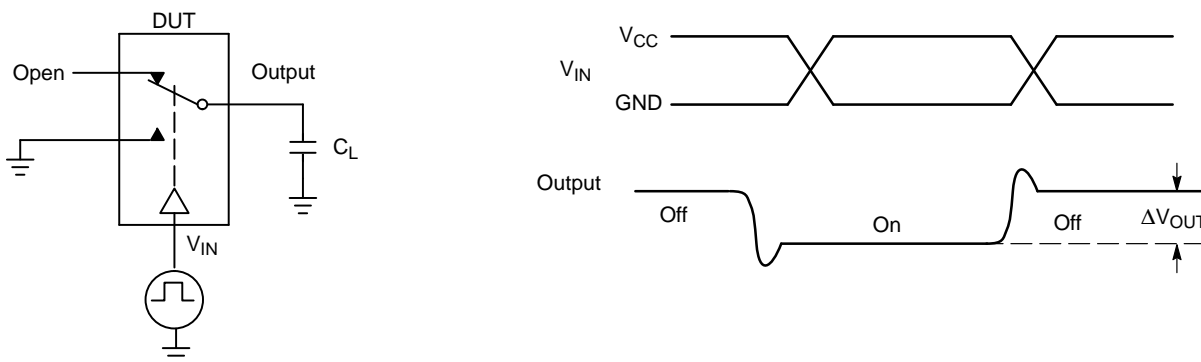 DUT
Open
Output
C_L
V_IN
V_CC
V_IN
GND
Output
Off
On
Off
ΔV_OUT